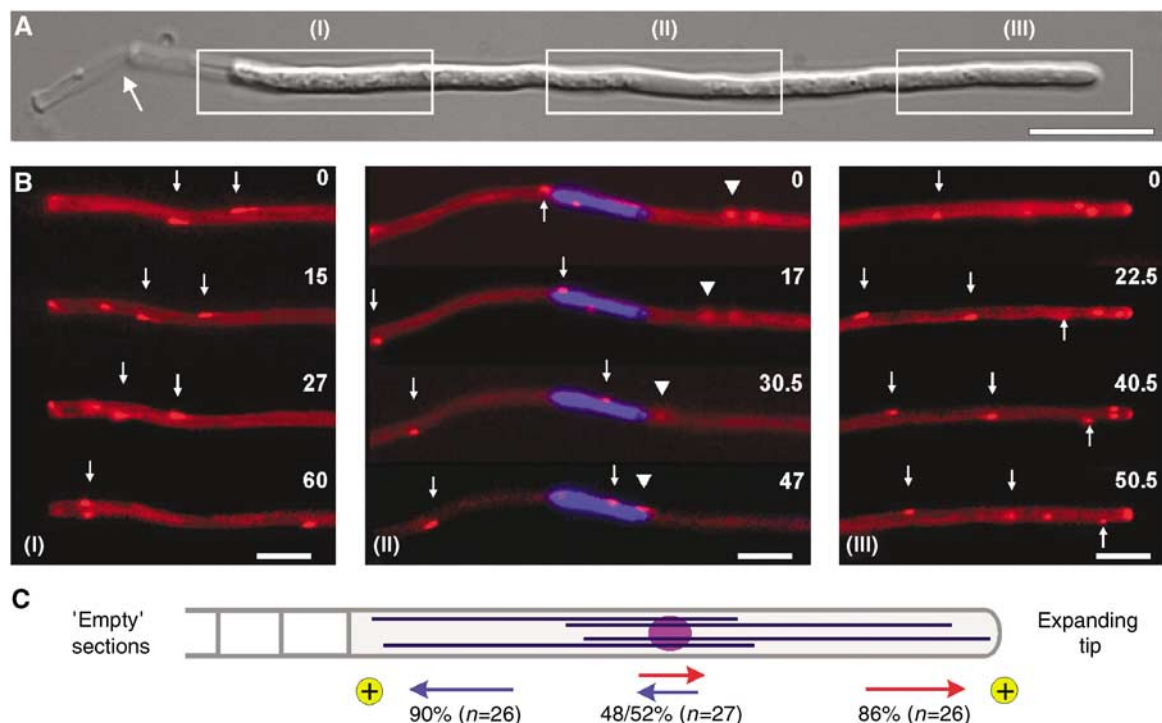 A
(I)
(II)
(III)
B
0
15
27
60
(I)
0
17
30.5
47
(II)
0
22.5
40.5
50.5
(III)
C
'Empty'
sections
Expanding
tip
+
+
90% (n=26)
48/52% (n=27)
86% (n=26)